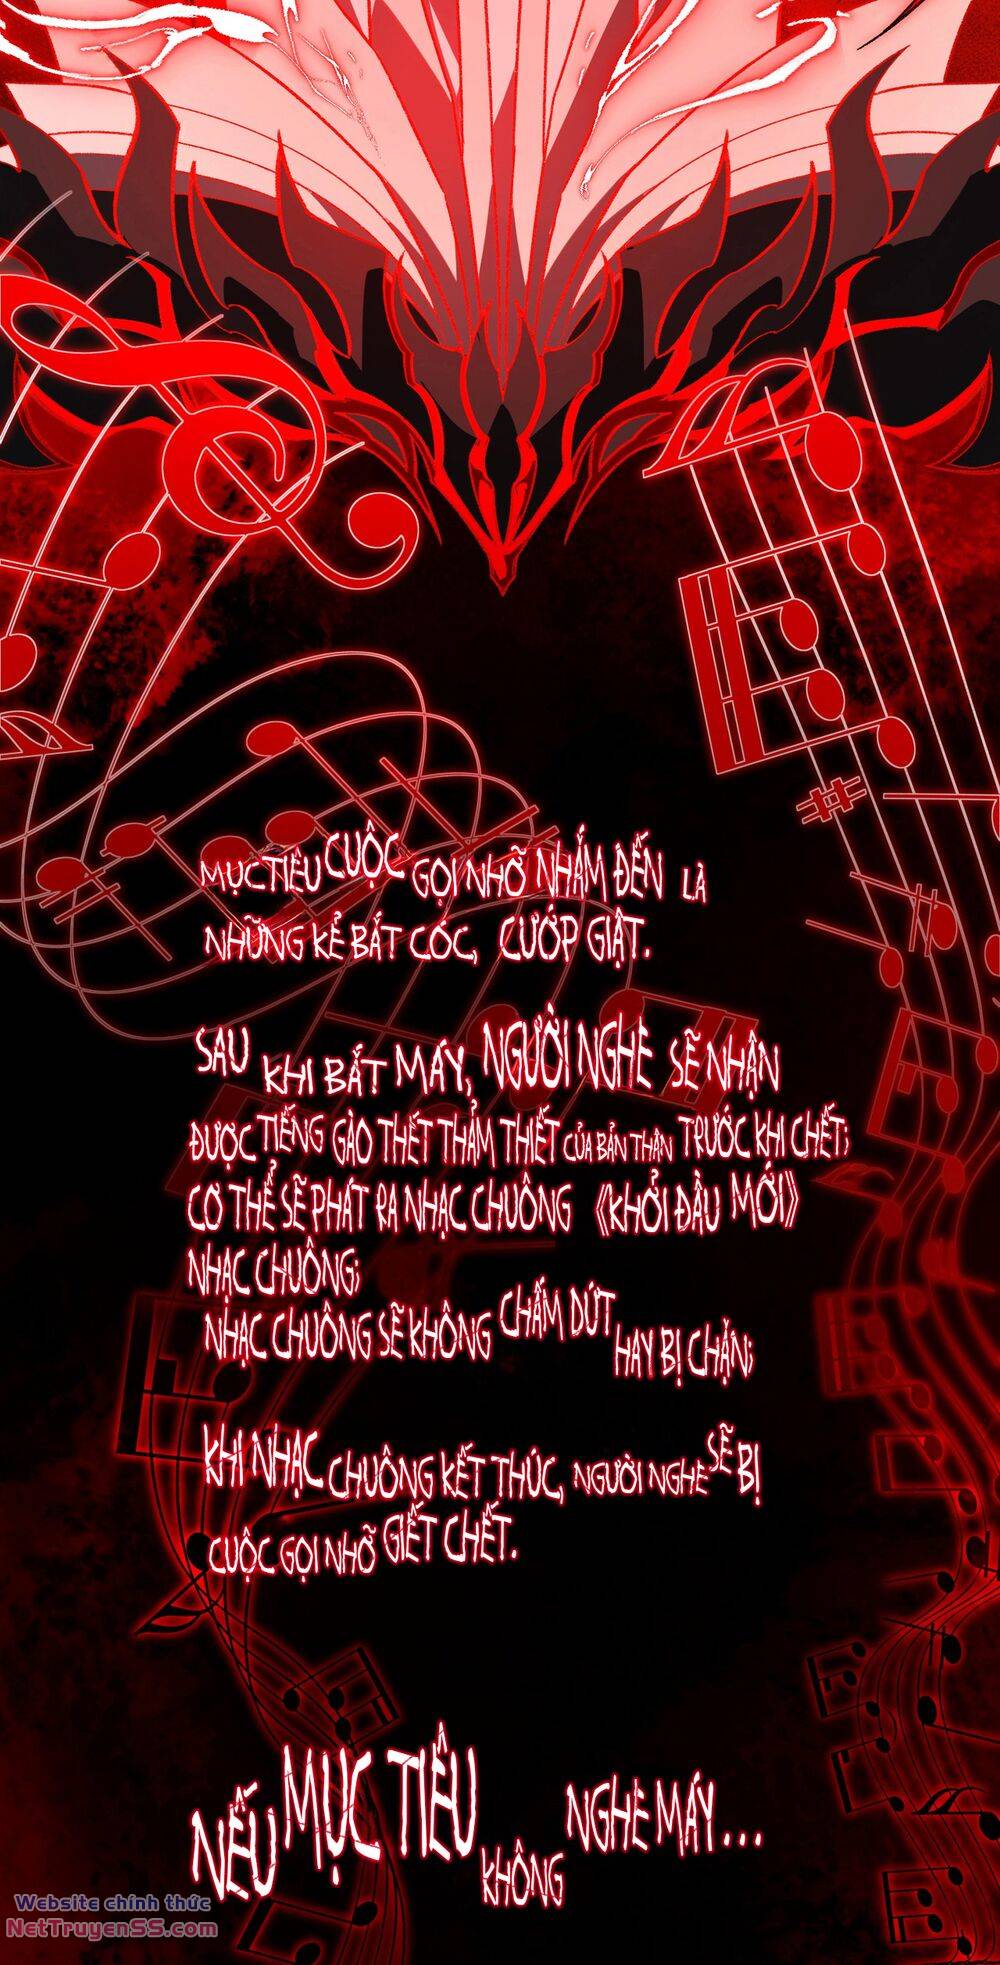 MỤC TIÊU CUỘC GỌI NHỠ NHẮM ĐẾN LÀ
NHỮNG KẺ BẮT CÓC, CƯỚP GIẬT.
SAU KHI BẮT MÁY, NGƯỜI NGHE SẼ NHẬN
ĐƯỢC TIẾNG GÀO THÉT THẢM THIẾT CỦA BẢN THÂN TRƯỚC KHI CHẾT;
CƠ THỂ SẼ PHÁT RA NHẠC CHUÔNG 《KHỞI ĐẦU MỚI》
NHẠC CHUÔNG;
NHẠC CHUÔNG SẼ KHÔNG CHẤM DỨT HAY BỊ CHẶN;
KHI NHẠC CHUÔNG KẾT THÚC, NGƯỜI NGHE SẼ BỊ
CUỘC GỌI NHỠ GIẾT CHẾT.
NẾU MỤC TIÊU KHÔNG NGHE MÁY...
Website chính thức
NetTruyenSS.com